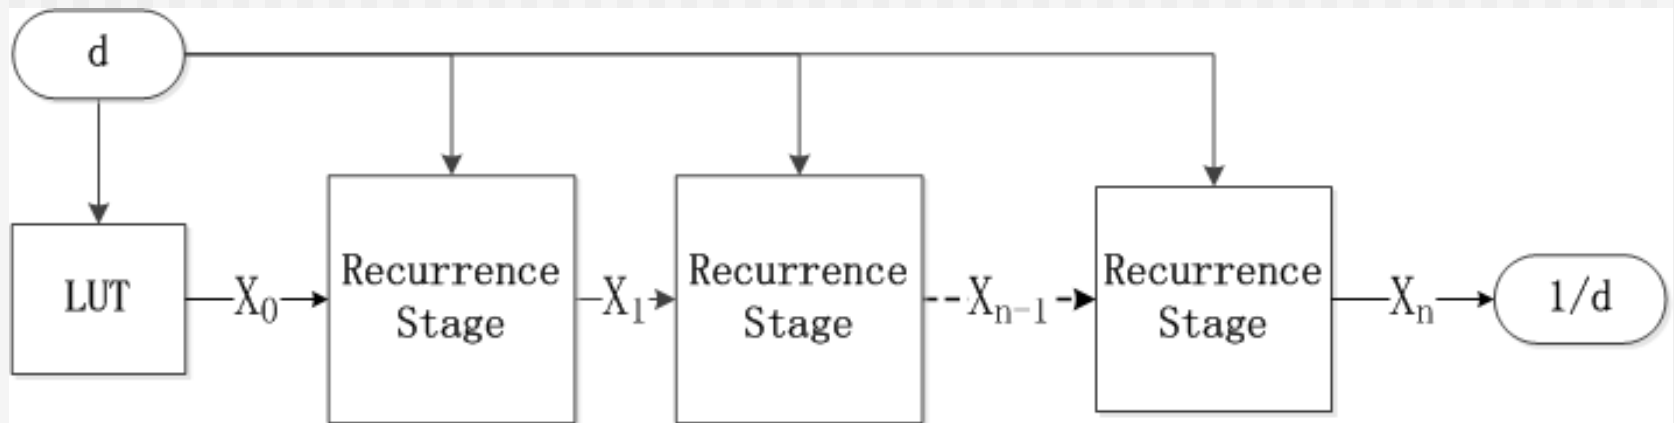 d
LUT
X0
Recurrence
Stage
X1
Recurrence
Stage
Xn-1
Recurrence
Stage
Xn
1/d